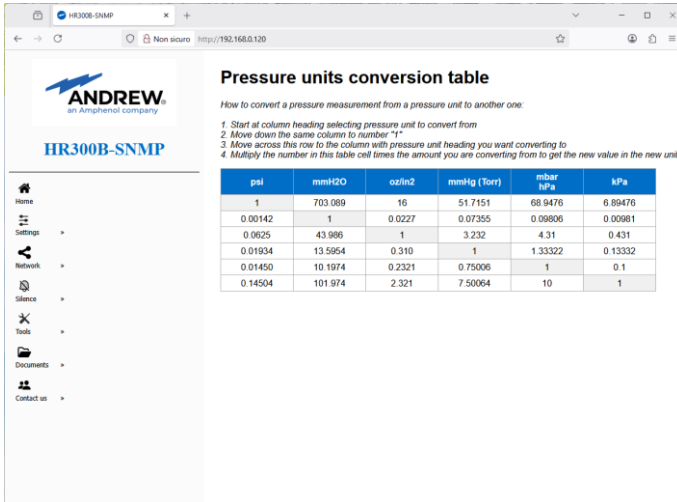 HR300B-SNMP
Non sicuro http://192.168.0.120
ANDREW®
an Amphenol company
HR300B-SNMP
Home
Settings »
Network »
Silence »
Tools »
Documents »
Contact us »
Pressure units conversion table
How to convert a pressure measurement from a pressure unit to another one:
1. Start at column heading selecting pressure unit to convert from
2. Move down the same column to number "1"
3. Move across this row to the column with pressure unit heading you want converting to
4. Multiply the number in this table cell times the amount you are converting from to get the new value in the new uni
psi mmH2O oz/in2 mmHg (Torr) mbar hPa kPa
1 703.089 16 51.7151 68.9476 6.89476
0.00142 1 0.0227 0.07355 0.09806 0.00981
0.0625 43.986 1 3.232 4.31 0.431
0.01934 13.5954 0.310 1 1.33322 0.13332
0.01450 10.1974 0.2321 0.75006 1 0.1
0.14504 101.974 2.321 7.50064 10 1